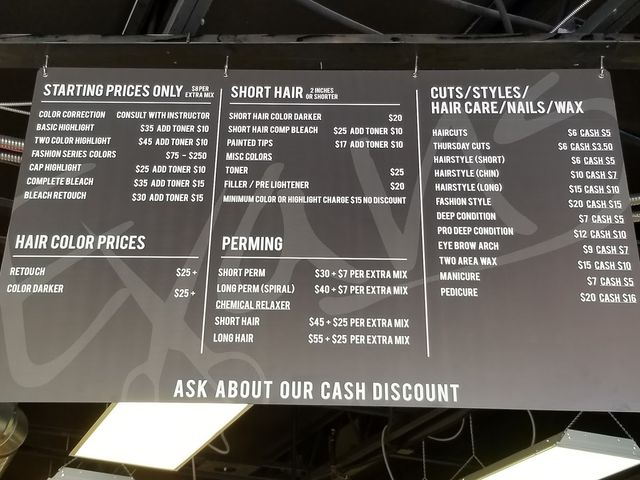 STARTING PRICES ONLY $8 PER EXTRA MIX
COLOR CORRECTION CONSULT WITH INSTRUCTOR
BASIC HIGHLIGHT $35 ADD TONER $10
TWO COLOR HIGHLIGHT $45 ADD TONER $10
FASHION SERIES COLORS $75 - $250
CAP HIGHLIGHT $25 ADD TONER $10
COMPLETE BLEACH $35 ADD TONER $15
BLEACH RETOUCH $30 ADD TONER $15
HAIR COLOR PRICES
RETOUCH $25 +
COLOR DARKER $25 +
SHORT HAIR 2 INCHES OR SHORTER
SHORT HAIR COLOR DARKER $20
SHORT HAIR COMP BLEACH $25 ADD TONER $10
PAINTED TIPS $17 ADD TONER $10
MISC COLORS
TONER $25
FILLER / PRE LIGHTENER $20
MINIMUM COLOR OR HIGHLIGHT CHARGE $15 NO DISCOUNT
PERMING
SHORT PERM $30 + $7 PER EXTRA MIX
LONG PERM (SPIRAL) $40 + $7 PER EXTRA MIX
CHEMICAL RELAXER
SHORT HAIR $45 + $25 PER EXTRA MIX
LONG HAIR $55 + $25 PER EXTRA MIX
CUTS/STYLES/
HAIR CARE/NAILS/WAX
HAIRCUTS $6 CASH $5
THURSDAY CUTS $6 CASH $3.50
HAIRSTYLE (SHORT) $6 CASH $5
HAIRSTYLE (CHIN) $10 CASH $7
HAIRSTYLE (LONG) $15 CASH $10
FASHION STYLE $20 CASH $15
DEEP CONDITION $7 CASH $5
PRO DEEP CONDITION $12 CASH $10
EYE BROW ARCH $9 CASH $7
TWO AREA WAX $15 CASH $10
MANICURE $7 CASH $5
PEDICURE $20 CASH $16
ASK ABOUT OUR CASH DISCOUNT